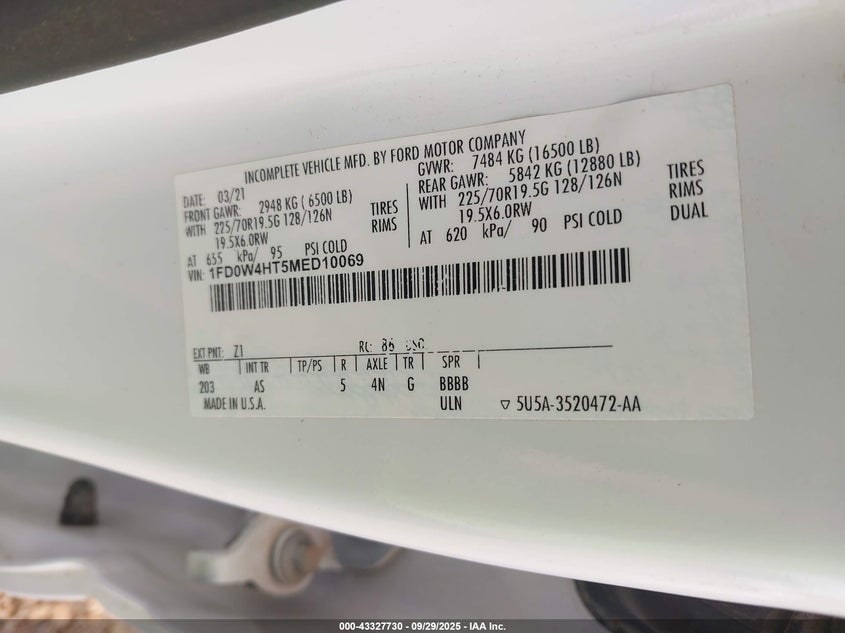 INCOMPLETE VEHICLE MFD. BY FORD MOTOR COMPANY
DATE: 03/21
FRONT GAWR: 2948 KG ( 6500 LB)
WITH 225/70R19.5G 128/126N TIRES
19.5X6.0RW RIMS
AT 655 kPa/ 95 PSI COLD
GVWR: 7484 KG (16500 LB)
REAR GAWR: 5842 KG (12880 LB)
WITH 225/70R19.5G 128/126N TIRES
19.5X6.0RW RIMS
AT 620 kPa/ 90 PSI COLD DUAL
VIN: 1FD0W4HT5MED10069
EXT PNT: Z1 RC: 86 DSO:
WB INT TR TP/PS R AXLE TR SPR
203 AS 5 4N G BBBB
MADE IN U.S.A. ULN ▽ 5U5A-3520472-AA
000-43327730 - 09/29/2025 - IAA Inc.